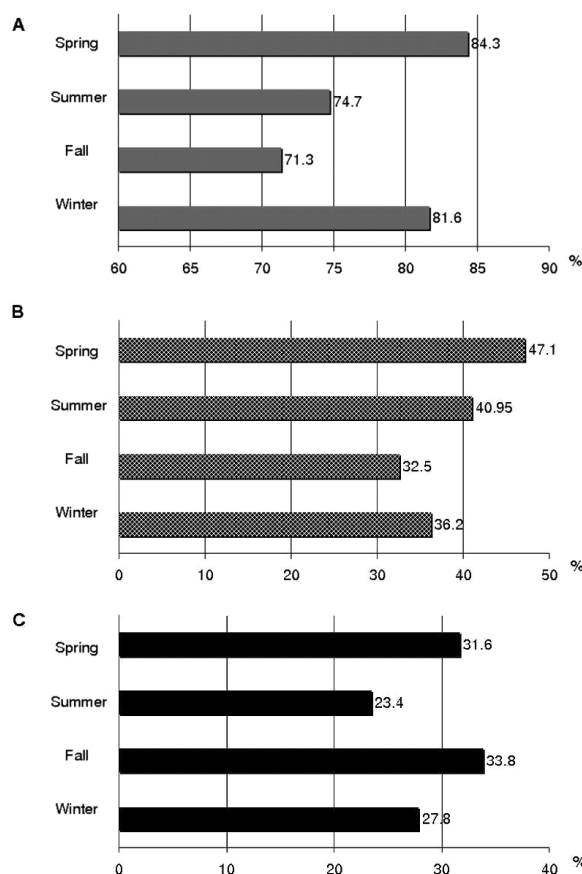 A
Spring 84.3
Summer 74.7
Fall 71.3
Winter 81.6
60 65 70 75 80 85 90 %
B
Spring 47.1
Summer 40.95
Fall 32.5
Winter 36.2
0 10 20 30 40 50 %
C
Spring 31.6
Summer 23.4
Fall 33.8
Winter 27.8
0 10 20 30 40 %